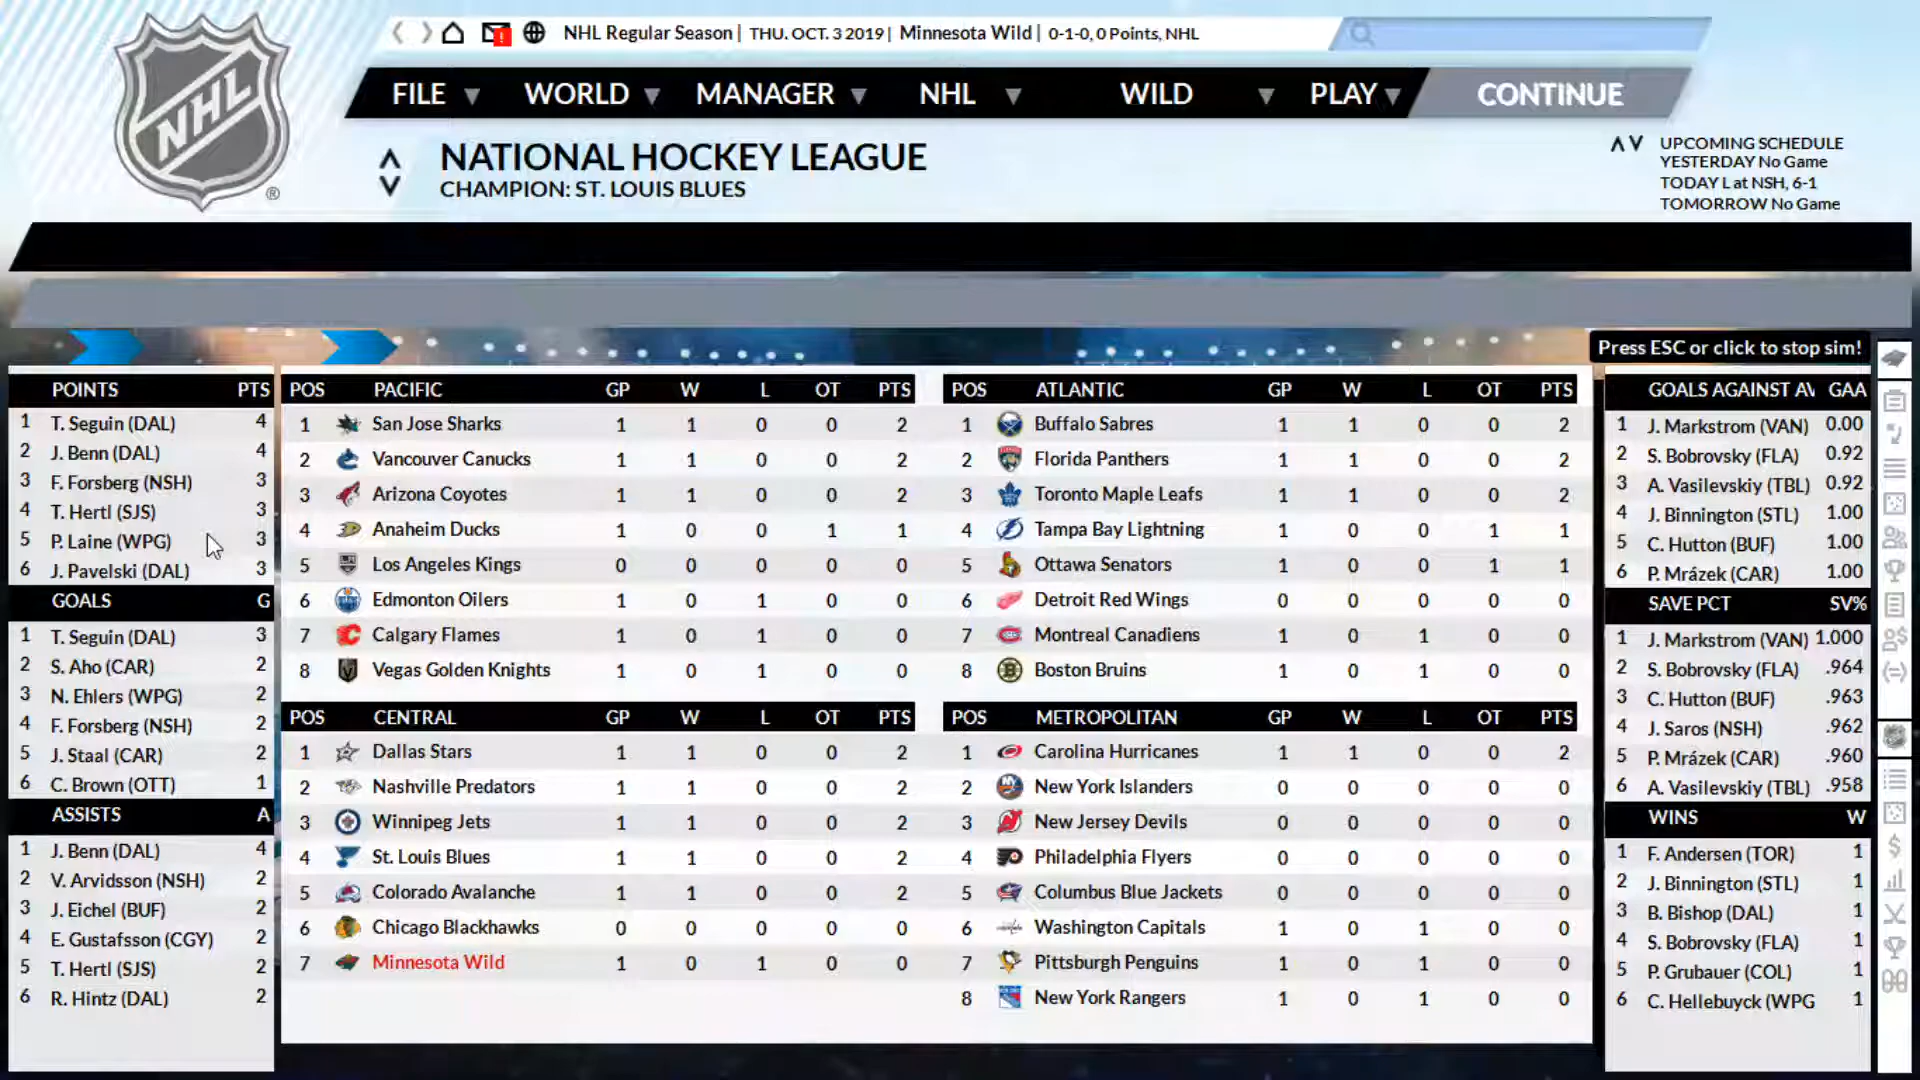 NHL Regular Season | THU. OCT. 3 2019 | Minnesota Wild | 0-1-0, 0 Points, NHL
NHL
®
FILE WORLD MANAGER NHL WILD PLAY CONTINUE
NATIONAL HOCKEY LEAGUE
CHAMPION: ST. LOUIS BLUES
UPCOMING SCHEDULE
YESTERDAY No Game
TODAY L at NSH, 6-1
TOMORROW No Game
Press ESC or click to stop sim!
POINTS PTS
1 T. Seguin (DAL) 4
2 J. Benn (DAL) 4
3 F. Forsberg (NSH) 3
4 T. Hertl (SJS) 3
5 P. Laine (WPG) 3
6 J. Pavelski (DAL) 3
GOALS G
1 T. Seguin (DAL) 3
2 S. Aho (CAR) 2
3 N. Ehlers (WPG) 2
4 F. Forsberg (NSH) 2
5 J. Staal (CAR) 2
6 C. Brown (OTT) 1
ASSISTS A
1 J. Benn (DAL) 4
2 V. Arvidsson (NSH) 2
3 J. Eichel (BUF) 2
4 E. Gustafsson (CGY) 2
5 T. Hertl (SJS) 2
6 R. Hintz (DAL) 2
POS PACIFIC GP W L OT PTS
1 San Jose Sharks 1 1 0 0 2
2 Vancouver Canucks 1 1 0 0 2
3 Arizona Coyotes 1 1 0 0 2
4 Anaheim Ducks 1 0 0 1 1
5 Los Angeles Kings 0 0 0 0 0
6 Edmonton Oilers 1 0 1 0 0
7 Calgary Flames 1 0 1 0 0
8 Vegas Golden Knights 1 0 1 0 0
POS CENTRAL GP W L OT PTS
1 Dallas Stars 1 1 0 0 2
2 Nashville Predators 1 1 0 0 2
3 Winnipeg Jets 1 1 0 0 2
4 St. Louis Blues 1 1 0 0 2
5 Colorado Avalanche 1 1 0 0 2
6 Chicago Blackhawks 0 0 0 0 0
7 Minnesota Wild 1 0 1 0 0
POS ATLANTIC GP W L OT PTS
1 Buffalo Sabres 1 1 0 0 2
2 Florida Panthers 1 1 0 0 2
3 Toronto Maple Leafs 1 1 0 0 2
4 Tampa Bay Lightning 1 0 0 1 1
5 Ottawa Senators 1 0 0 1 1
6 Detroit Red Wings 0 0 0 0 0
7 Montreal Canadiens 1 0 1 0 0
8 Boston Bruins 1 0 1 0 0
POS METROPOLITAN GP W L OT PTS
1 Carolina Hurricanes 1 1 0 0 2
2 New York Islanders 0 0 0 0 0
3 New Jersey Devils 0 0 0 0 0
4 Philadelphia Flyers 0 0 0 0 0
5 Columbus Blue Jackets 0 0 0 0 0
6 Washington Capitals 1 0 1 0 0
7 Pittsburgh Penguins 1 0 1 0 0
8 New York Rangers 1 0 1 0 0
GOALS AGAINST AV GAA
1 J. Markstrom (VAN) 0.00
2 S. Bobrovsky (FLA) 0.92
3 A. Vasilevskiy (TBL) 0.92
4 J. Binnington (STL) 1.00
5 C. Hutton (BUF) 1.00
6 P. Mrázek (CAR) 1.00
SAVE PCT SV%
1 J. Markstrom (VAN) 1.000
2 S. Bobrovsky (FLA) .964
3 C. Hutton (BUF) .963
4 J. Saros (NSH) .962
5 P. Mrázek (CAR) .960
6 A. Vasilevskiy (TBL) .958
WINS W
1 F. Andersen (TOR) 1
2 J. Binnington (STL) 1
3 B. Bishop (DAL) 1
4 S. Bobrovsky (FLA) 1
5 P. Grubauer (COL) 1
6 C. Hellebuyck (WPG 1